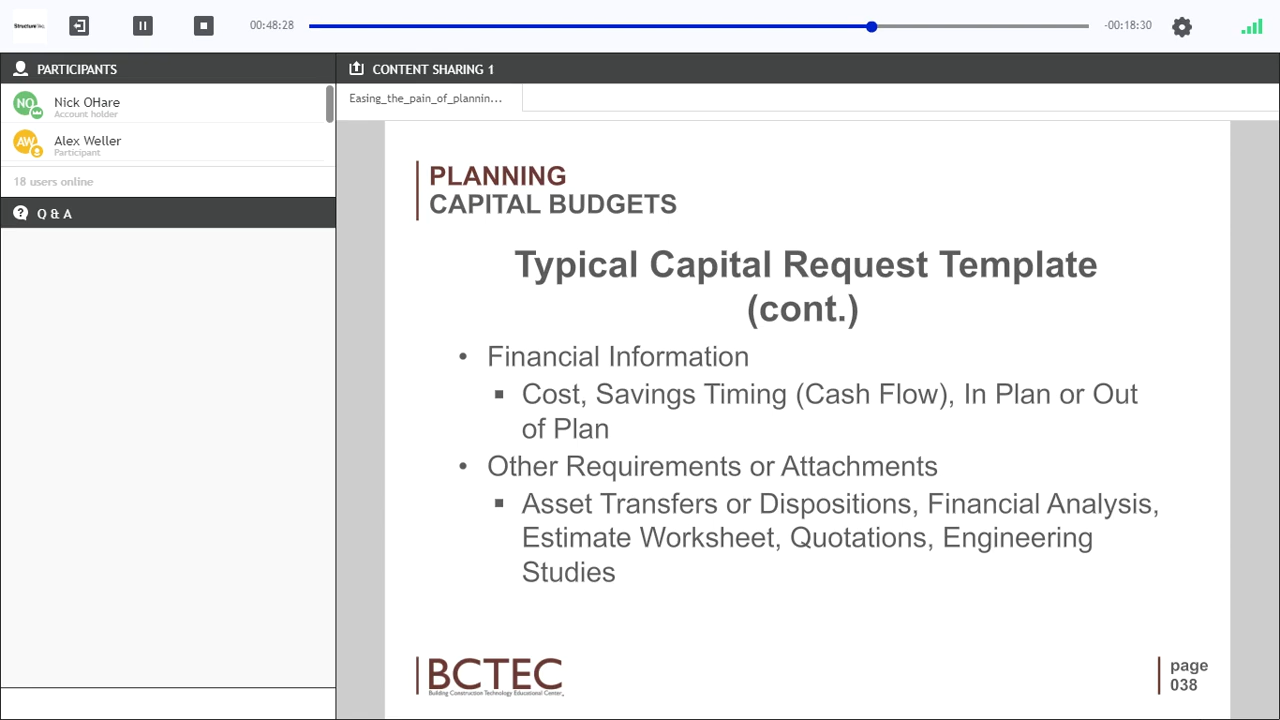 StructureTec
00:48:28
-00:18:30
PARTICIPANTS
NO
Nick OHare
Account holder
AW
Alex Weller
Participant
18 users online
Q & A
CONTENT SHARING 1
Easing_the_pain_of_plannin...
PLANNING
CAPITAL BUDGETS
Typical Capital Request Template
(cont.)
• Financial Information
▪ Cost, Savings Timing (Cash Flow), In Plan or Out
of Plan
• Other Requirements or Attachments
▪ Asset Transfers or Dispositions, Financial Analysis,
Estimate Worksheet, Quotations, Engineering
Studies
BCTEC
Building Construction Technology Educational Center
page
038